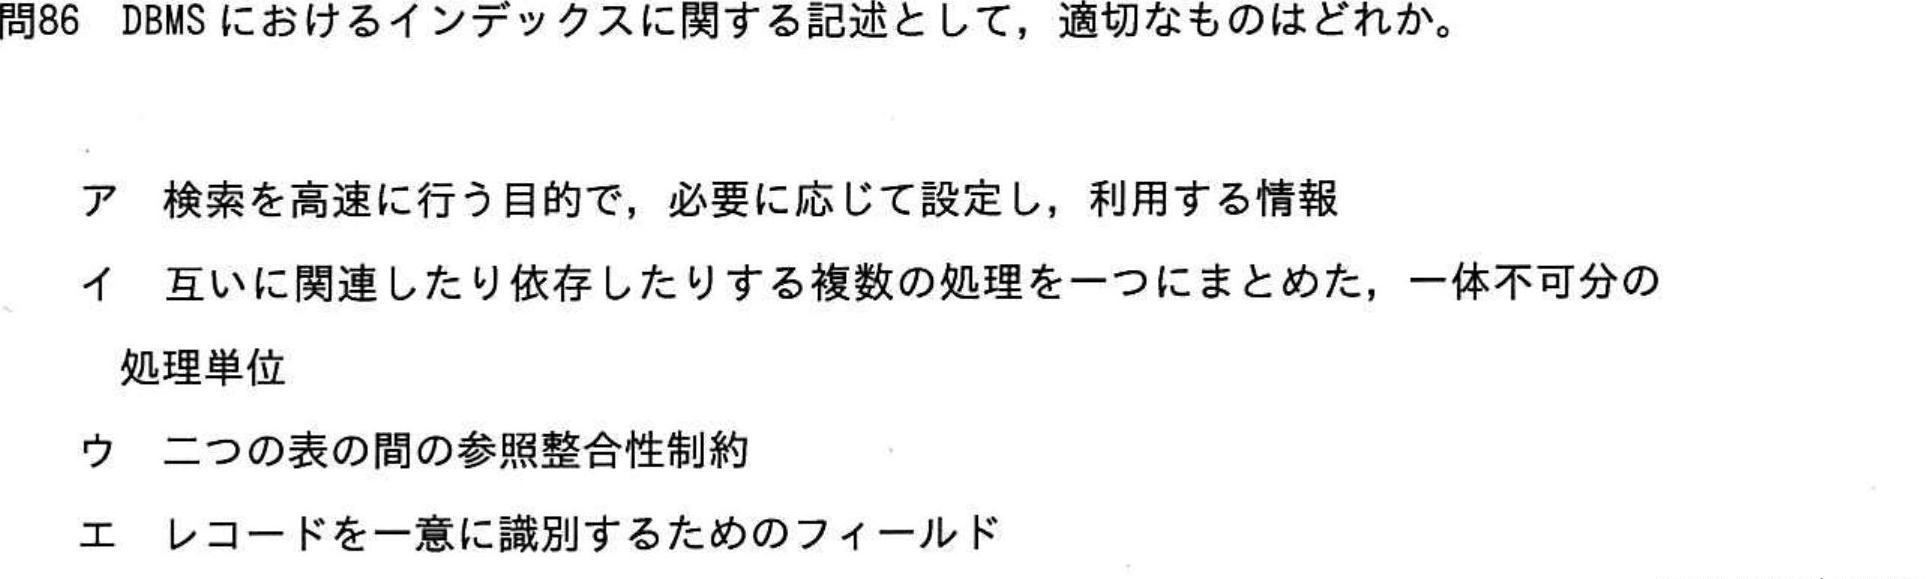 問86　DBMSにおけるインデックスに関する記述として，適切なものはどれか。
ア　検索を高速に行う目的で，必要に応じて設定し，利用する情報
イ　互いに関連したり依存したりする複数の処理を一つにまとめた，一体不可分の
処理単位
ウ　二つの表の間の参照整合性制約
エ　レコードを一意に識別するためのフィールド